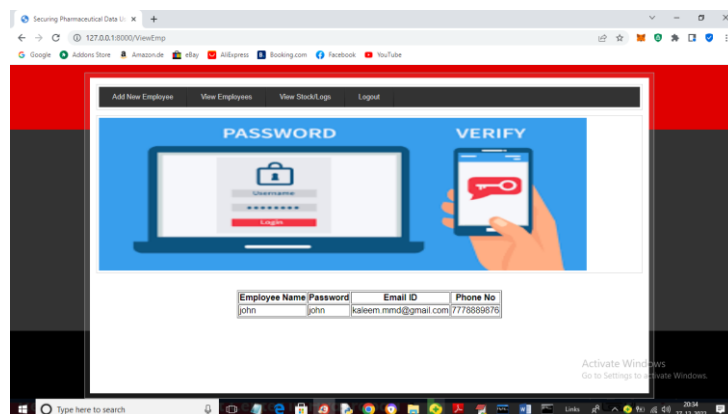 Securing Pharmaceutical Data U
127.0.0.1:8000/ViewEmp
Google Addons Store Amazon.de eBay AliExpress Booking.com Facebook YouTube
Add New Employee View Employees View Stock/Logs Logout
PASSWORD VERIFY
Username
Login
Employee Name Password Email ID Phone No
john john kaleem.mmd@gmail.com 7778889876
Activate Windows
Go to Settings to activate Windows.
Type here to search
Links
20:34